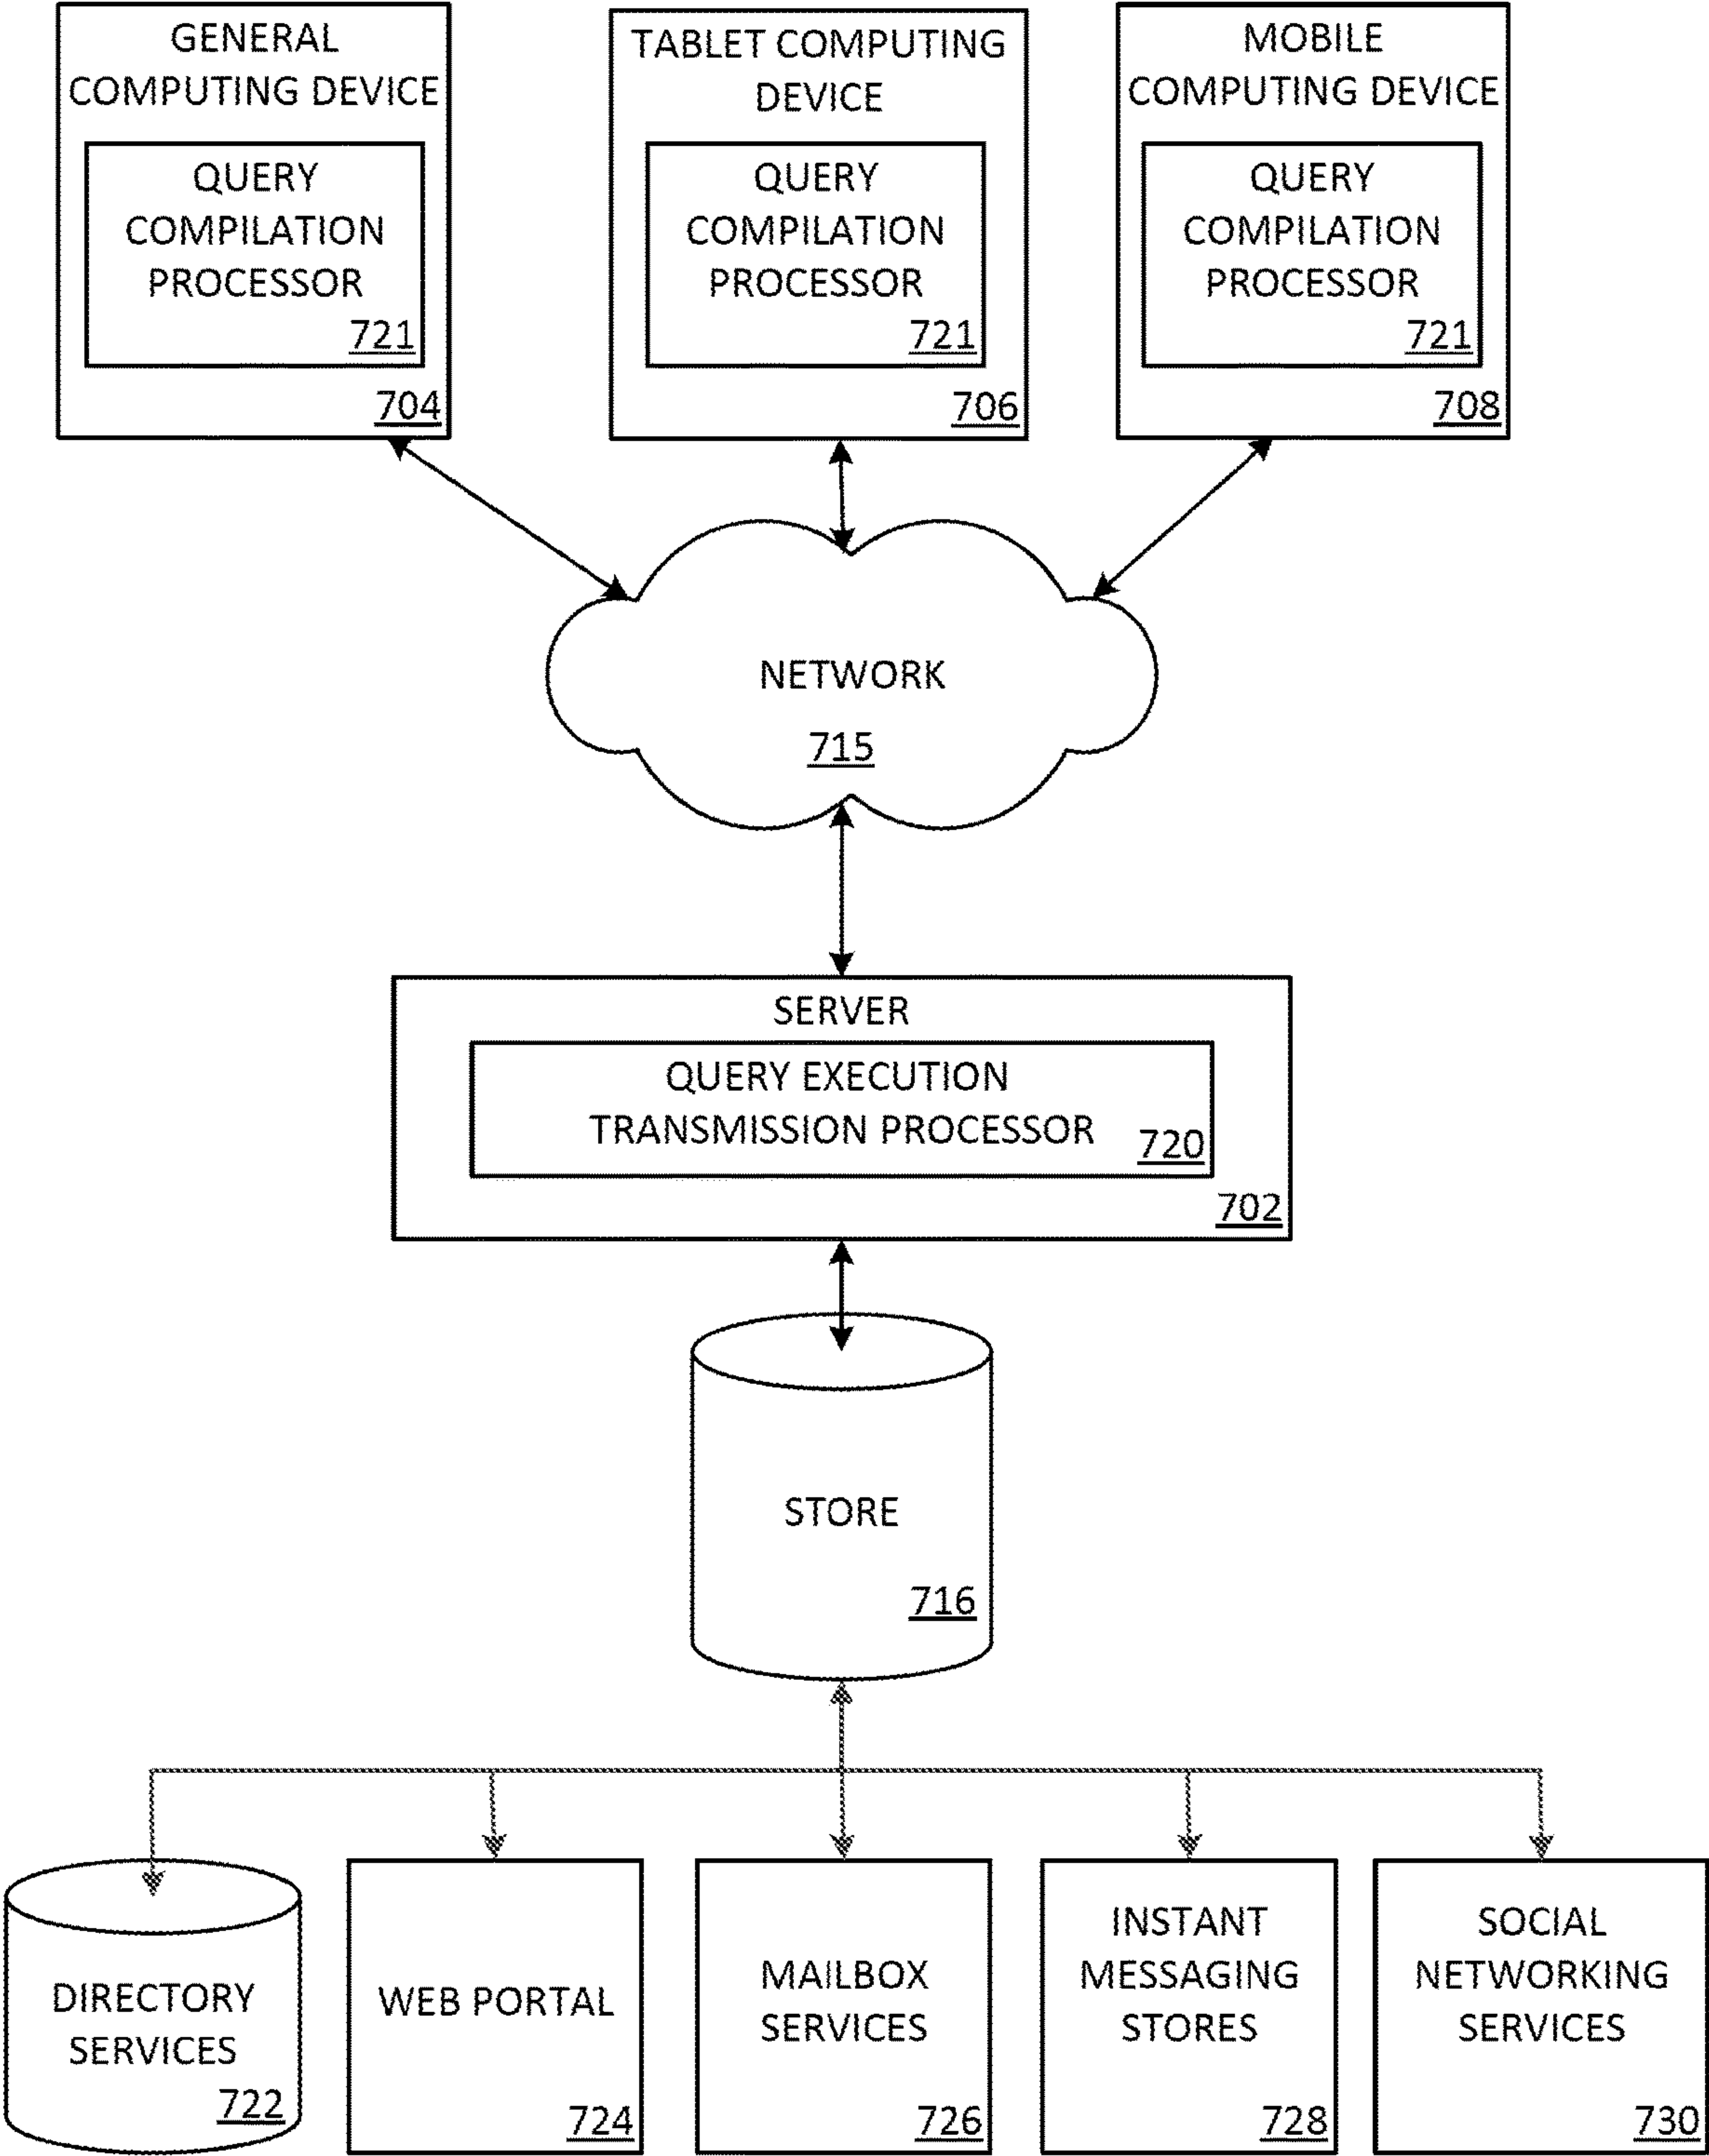 GENERAL
COMPUTING DEVICE
QUERY
COMPILATION
PROCESSOR
721
704
TABLET COMPUTING
DEVICE
QUERY
COMPILATION
PROCESSOR
721
706
MOBILE
COMPUTING DEVICE
QUERY
COMPILATION
PROCESSOR
721
708
NETWORK
715
SERVER
QUERY EXECUTION
TRANSMISSION PROCESSOR
720
702
STORE
716
DIRECTORY
SERVICES
722
WEB PORTAL
724
MAILBOX
SERVICES
726
INSTANT
MESSAGING
STORES
728
SOCIAL
NETWORKING
SERVICES
730